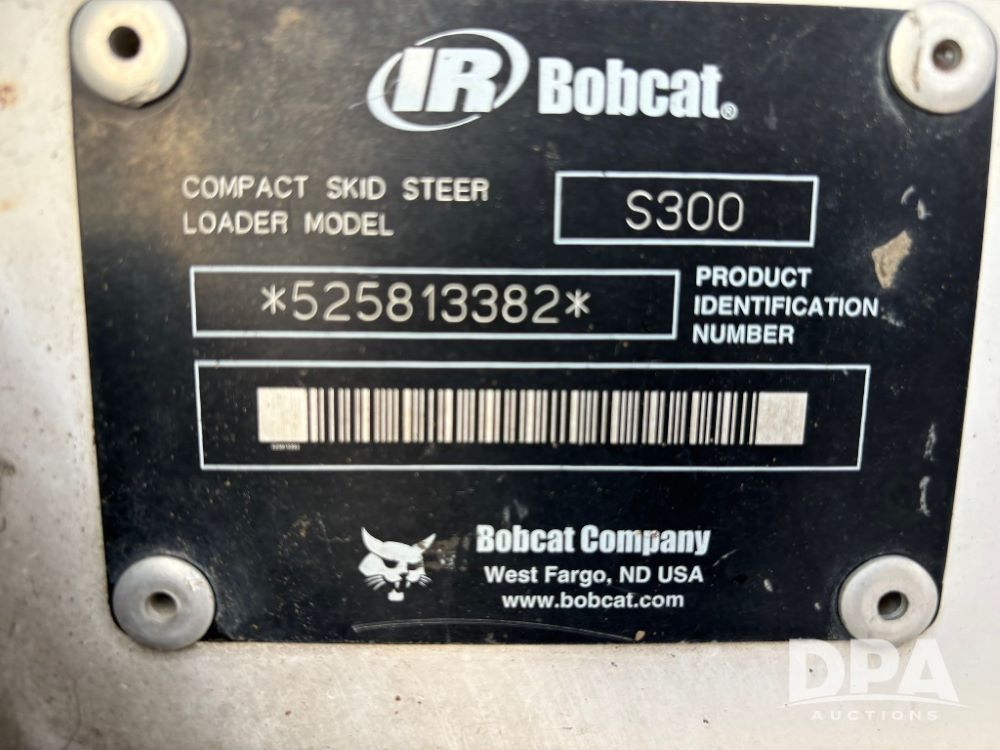 IR Bobcat®
COMPACT SKID STEER
LOADER MODEL
S300
*525813382*
PRODUCT
IDENTIFICATION
NUMBER
Bobcat Company
West Fargo, ND USA
www.bobcat.com
DPA
AUCTIONS